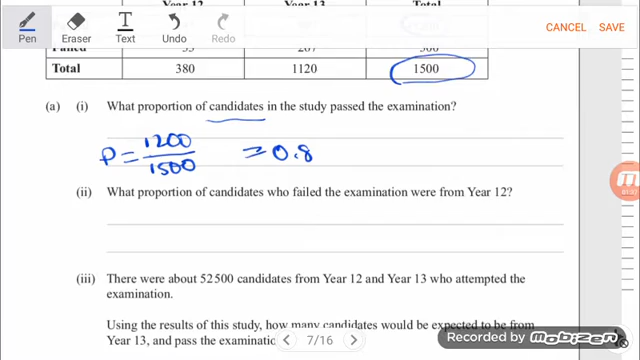 Year 12 Year 13 Total
CANCEL SAVE
Pen Eraser Text Undo Redo
Failed 300
Total 380 1120 1500
(a) (i) What proportion of candidates in the study passed the examination?
P = 1200 / 1500 = 0.8
(ii) What proportion of candidates who failed the examination were from Year 12?
(iii) There were about 52 500 candidates from Year 12 and Year 13 who attempted the
examination.
Using the results of this study, how many candidates would be expected to be from
Year 13, and pass the examination
< 7/16 >
Recorded by Mobizen